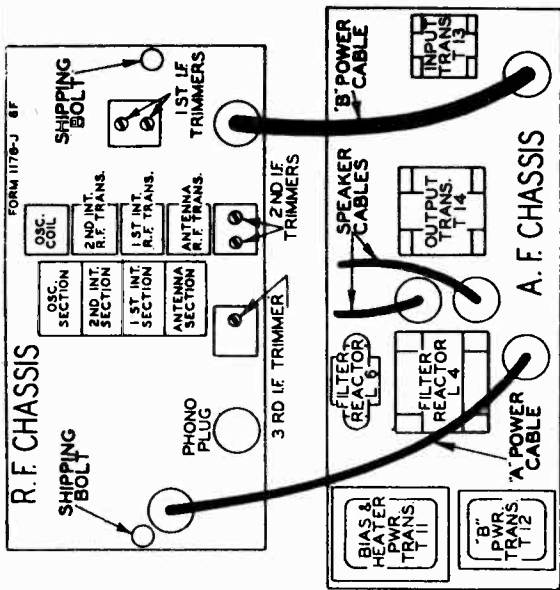 FORM 1176-J 6F
R.F. CHASSIS
SHIPPING
BOLT
1ST I.F.
TRIMMERS
OSC.
COIL
2ND INT.
R.F. TRANS.
1ST INT.
R.F. TRANS.
ANTENNA
R.F. TRANS.
OSC.
SECTION
2ND INT.
SECTION
1ST INT.
SECTION
ANTENNA
SECTION
2ND I.F.
TRIMMERS
3RD I.F. TRIMMER
PHONO
PLUG
SHIPPING
BOLT
"B" POWER
CABLE
INPUT
TRANS.
T 13
SPEAKER
CABLES
OUTPUT
TRANS.
T 14
A.F. CHASSIS
FILTER
REACTOR
L 6
FILTER
REACTOR
L 4
"A" POWER
CABLE
BIAS &
HEATER
PWR.
TRANS.
T 11
"B"
PWR.
TRANS.
T 12